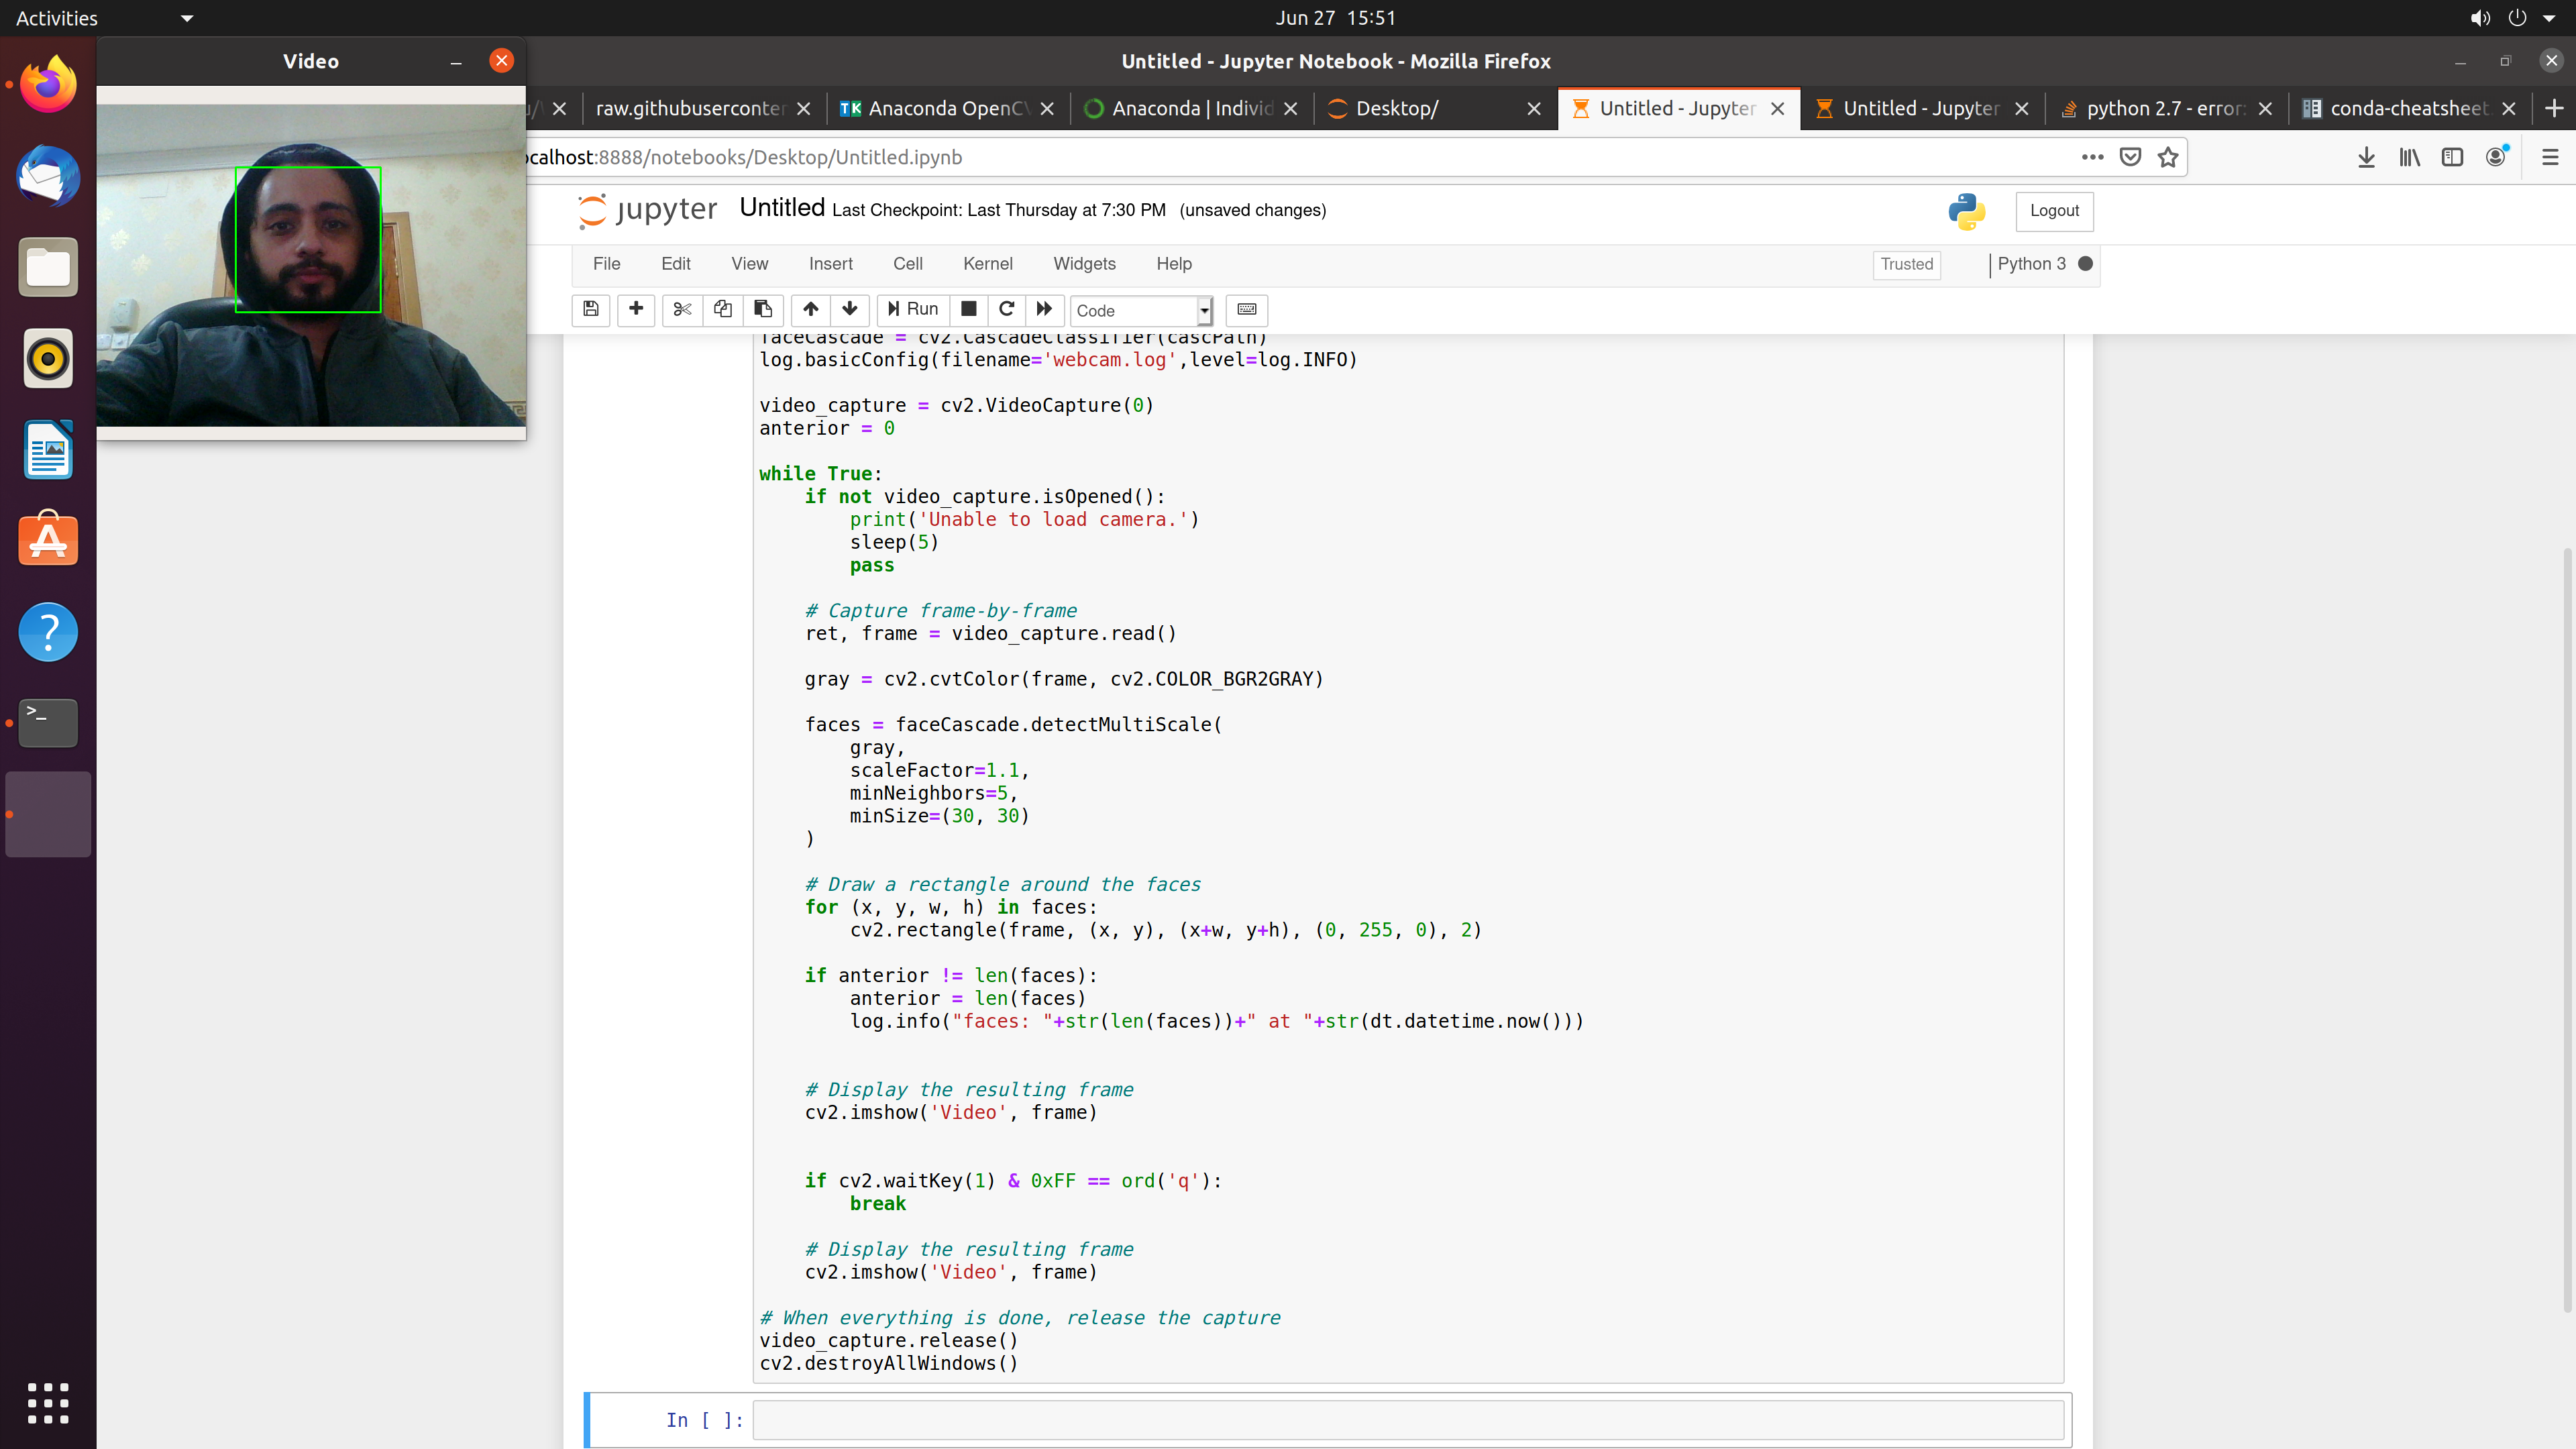 Activities
Jun 27 15:51
Video
Untitled - Jupyter Notebook - Mozilla Firefox
raw.githubuserconter
Anaconda OpenCV
Anaconda | Individ
Desktop/
Untitled - Jupyter
Untitled - Jupyter
python 2.7 - error:
conda-cheatsheet
ocalhost:8888/notebooks/Desktop/Untitled.ipynb
jupyter Untitled Last Checkpoint: Last Thursday at 7:30 PM (unsaved changes)
Logout
File Edit View Insert Cell Kernel Widgets Help
Trusted
Python 3
Run
Code
faceCascade = cv2.CascadeClassifier(cascPath)
log.basicConfig(filename='webcam.log',level=log.INFO)
video_capture = cv2.VideoCapture(0)
anterior = 0
while True:
if not video_capture.isOpened():
print('Unable to load camera.')
sleep(5)
pass
# Capture frame-by-frame
ret, frame = video_capture.read()
gray = cv2.cvtColor(frame, cv2.COLOR_BGR2GRAY)
faces = faceCascade.detectMultiScale(
gray,
scaleFactor=1.1,
minNeighbors=5,
minSize=(30, 30)
)
# Draw a rectangle around the faces
for (x, y, w, h) in faces:
cv2.rectangle(frame, (x, y), (x+w, y+h), (0, 255, 0), 2)
if anterior != len(faces):
anterior = len(faces)
log.info("faces: "+str(len(faces))+" at "+str(dt.datetime.now()))
# Display the resulting frame
cv2.imshow('Video', frame)
if cv2.waitKey(1) & 0xFF == ord('q'):
break
# Display the resulting frame
cv2.imshow('Video', frame)
# When everything is done, release the capture
video_capture.release()
cv2.destroyAllWindows()
In [ ]: